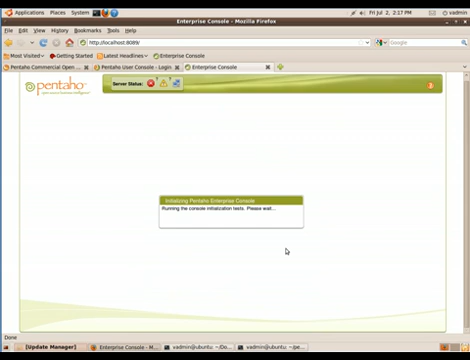 Applications Places System Fri Jul 2, 2:17 PM vadmin
Enterprise Console - Mozilla Firefox
File Edit View History Bookmarks Tools Help
http://localhost:8089/ Google
Most Visited Getting Started Latest Headlines Enterprise Console
Pentaho Commercial Open ... Pentaho User Console - Login Enterprise Console
pentaho Server Status:
open source business intelligence
Initializing Pentaho Enterprise Console
Running the console initialization tests. Please wait...
Done
[Update Manager] Enterprise Console - M... vadmin@ubuntu: ~/Do... vadmin@ubuntu: ~/pe...